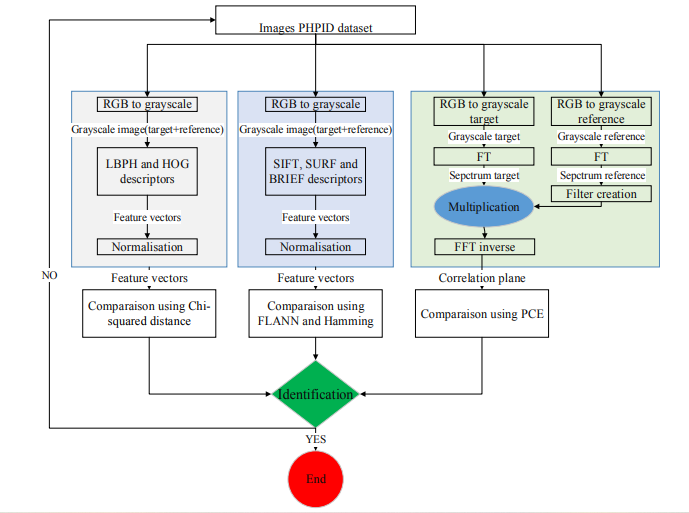 Images PHPID dataset
RGB to grayscale
Grayscale image(target+reference)
LBPH and HOG
descriptors
Feature vectors
Normalisation
Feature vectors
Comparaison using Chi-
squared distance
RGB to grayscale
Grayscale image(target+reference)
SIFT, SURF and
BRIEF descriptors
Feature vectors
Normalisation
Feature vectors
Comparaison using
FLANN and Hamming
RGB to grayscale
target
Grayscale target
FT
Sepctrum target
Multiplication
FFT inverse
RGB to grayscale
reference
Grayscale reference
FT
Sepctrum reference
Filter creation
Correlation plane
Comparaison using PCE
NO
Identification
YES
End